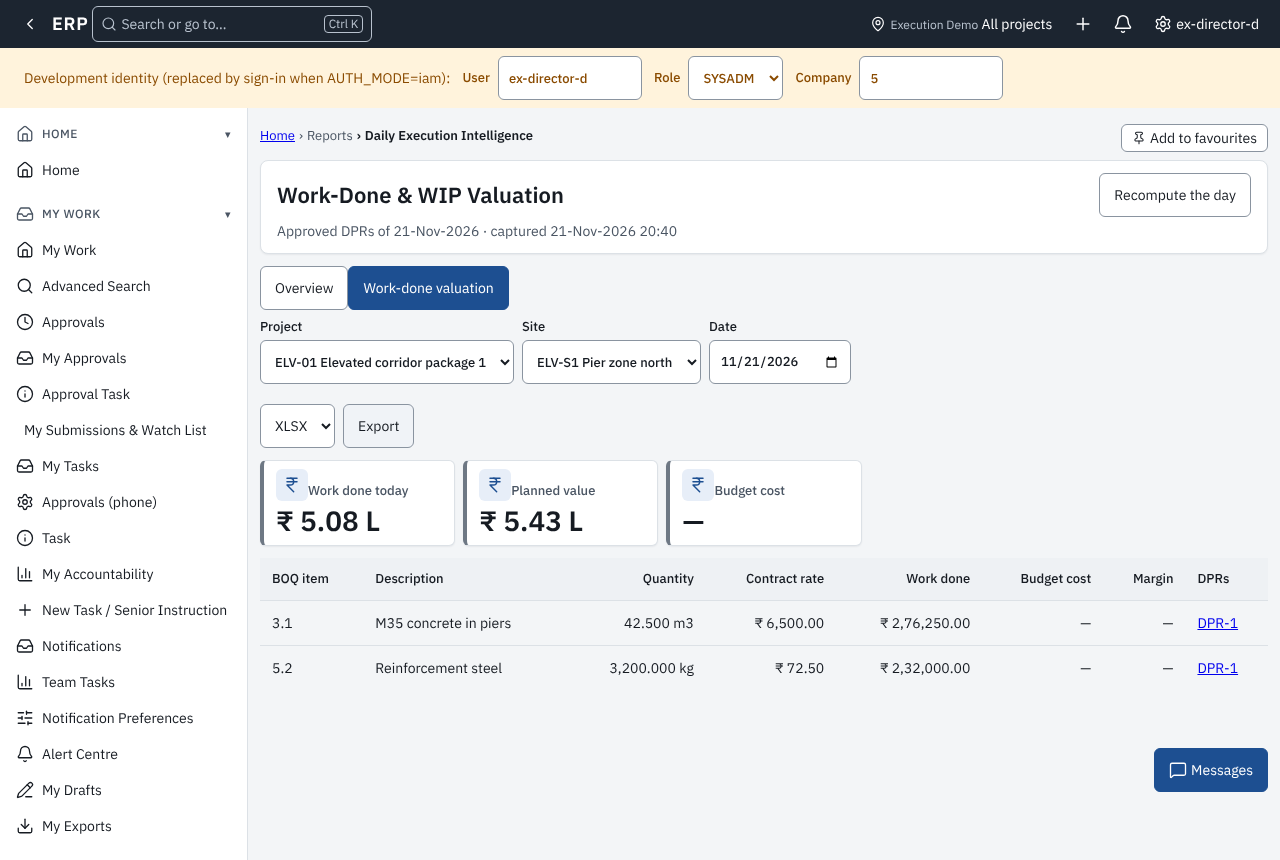 ERP
Search or go to...
Ctrl K
Execution Demo All projects
ex-director-d
Development identity (replaced by sign-in when AUTH_MODE=iam):
User
ex-director-d
Role
SYSADM
Company
5
HOME
Home
MY WORK
My Work
Advanced Search
Approvals
My Approvals
Approval Task
My Submissions & Watch List
My Tasks
Approvals (phone)
Task
My Accountability
New Task / Senior Instruction
Notifications
Team Tasks
Notification Preferences
Alert Centre
My Drafts
My Exports
Home › Reports › Daily Execution Intelligence
Add to favourites
Work-Done & WIP Valuation
Recompute the day
Approved DPRs of 21-Nov-2026 · captured 21-Nov-2026 20:40
Overview
Work-done valuation
Project
Site
Date
ELV-01 Elevated corridor package 1
ELV-S1 Pier zone north
11/21/2026
XLSX
Export
₹ Work done today
₹ 5.08 L
₹ Planned value
₹ 5.43 L
₹ Budget cost
—
BOQ item Description Quantity Contract rate Work done Budget cost Margin DPRs
3.1 M35 concrete in piers 42.500 m3 ₹ 6,500.00 ₹ 2,76,250.00 — — DPR-1
5.2 Reinforcement steel 3,200.000 kg ₹ 72.50 ₹ 2,32,000.00 — — DPR-1
Messages